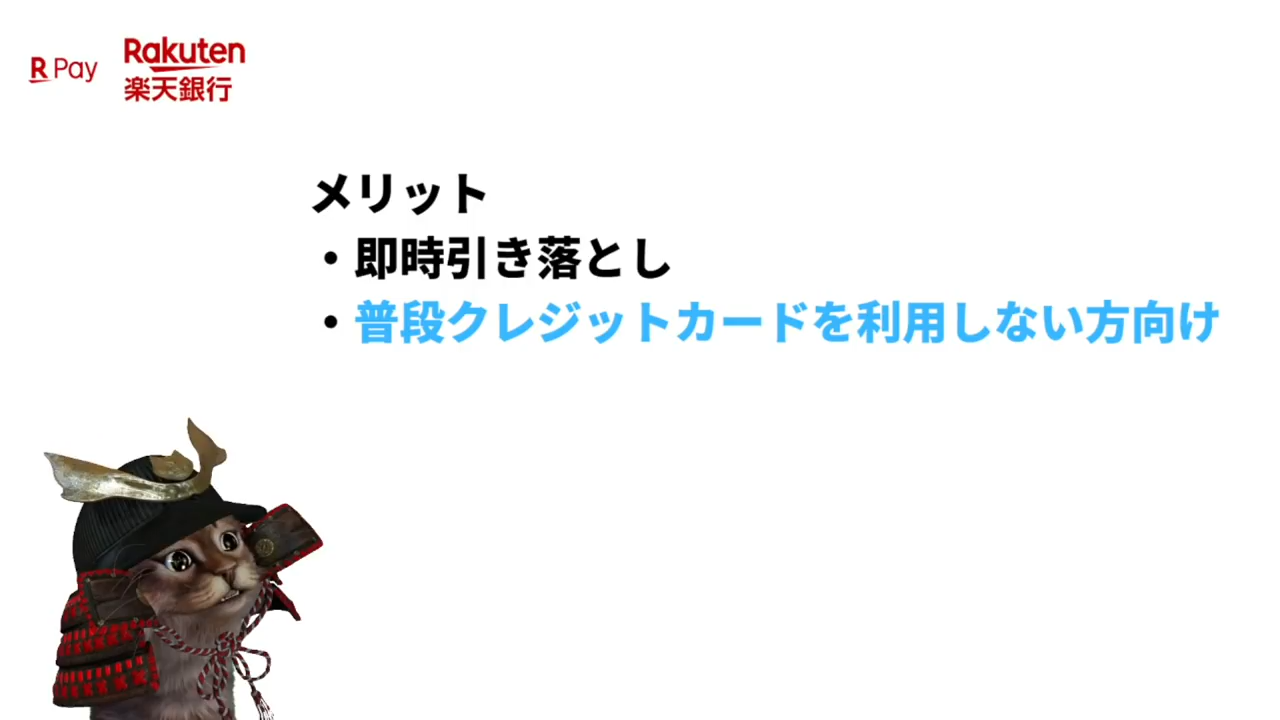 R Pay
Rakuten
楽天銀行
メリット
・即時引き落とし
・普段クレジットカードを利用しない方向け